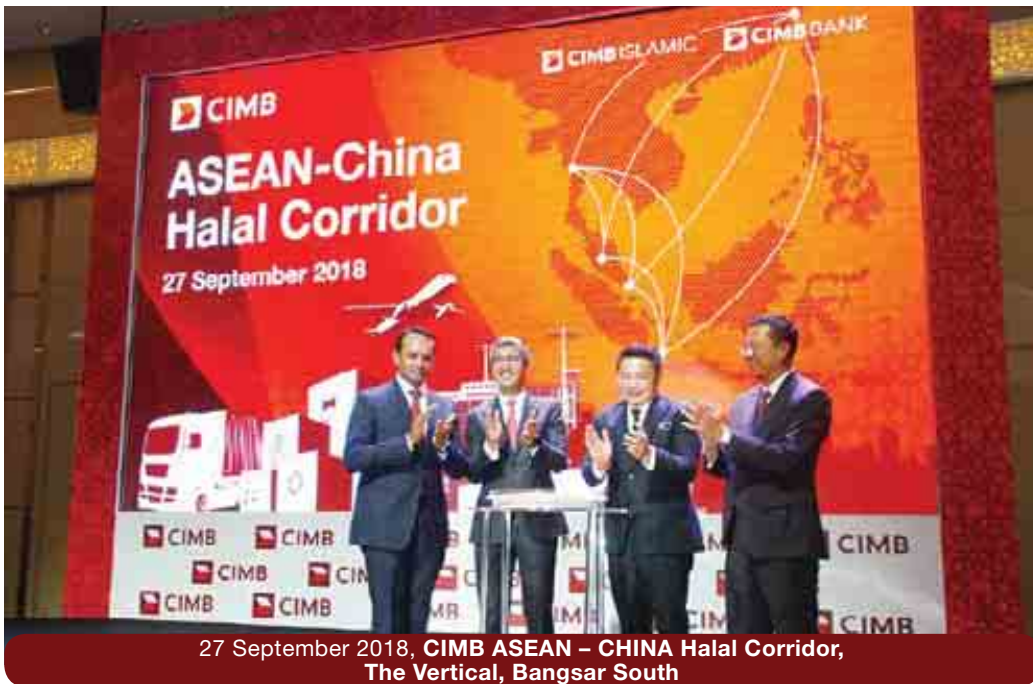 CIMB ISLAMIC CIMB BANK
CIMB
ASEAN-China
Halal Corridor
27 September 2018
CIMB CIMB CIMB
CIMB CIM
CIMB CIMB CIMB
27 September 2018, CIMB ASEAN – CHINA Halal Corridor,
The Vertical, Bangsar South